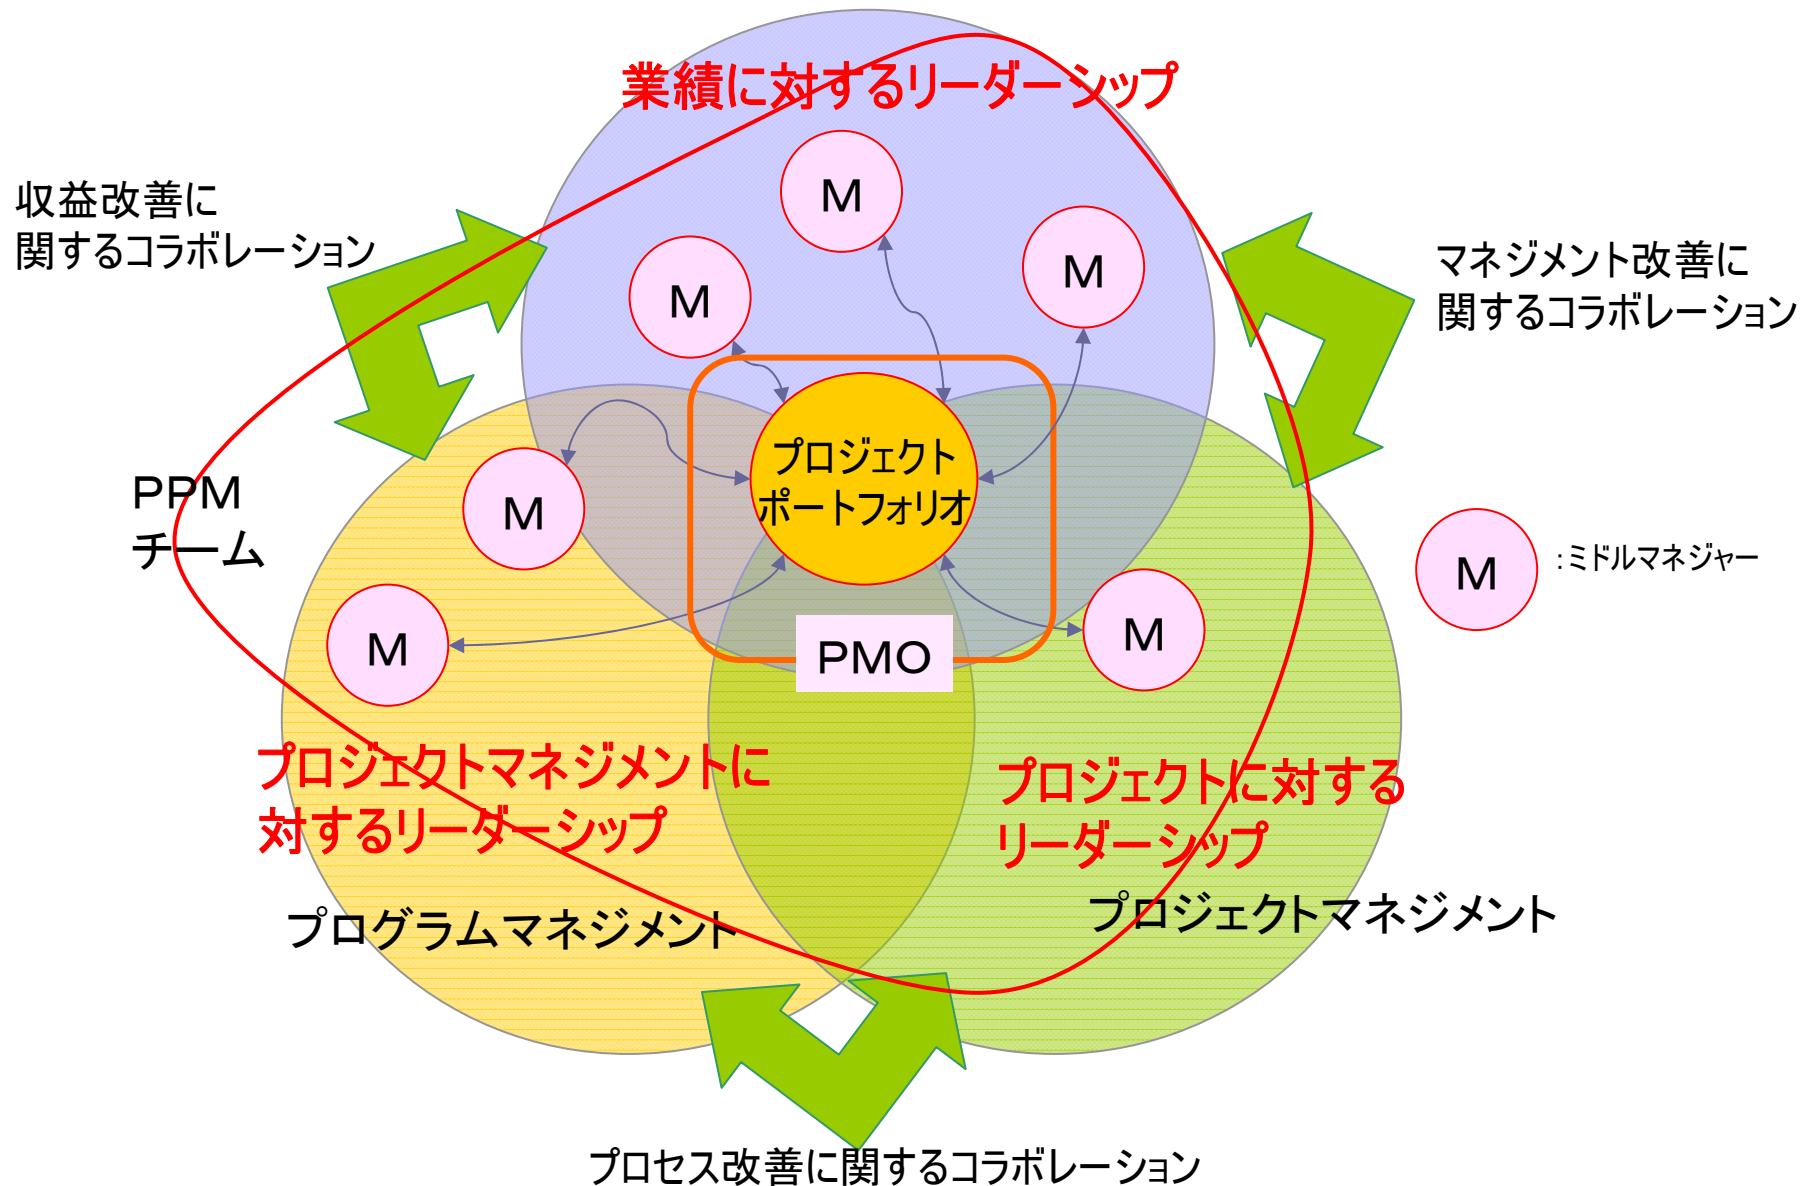 業績に対するリーダーシップ
収益改善に
関するコラボレーション
マネジメント改善に
関するコラボレーション
M
M
M
M
M
M
プロジェクト
ポートフォリオ
PMO
PPM
チーム
M
:ミドルマネジャー
プロジェクトマネジメントに
対するリーダーシップ
プロジェクトに対する
リーダーシップ
プログラムマネジメント
プロジェクトマネジメント
プロセス改善に関するコラボレーション